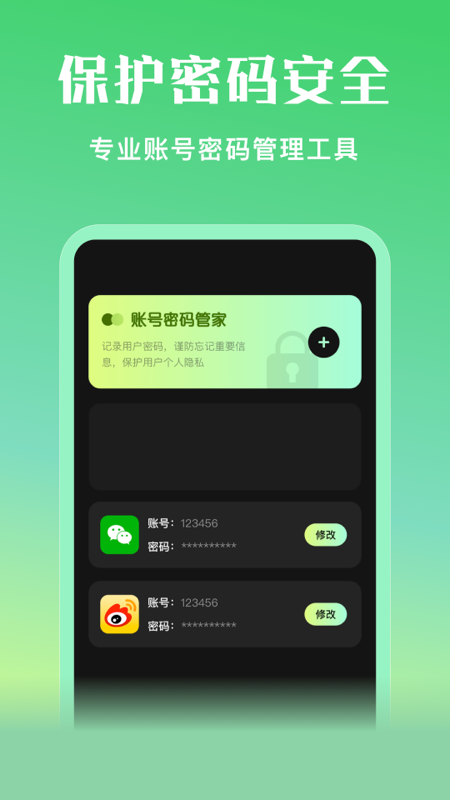 保护密码安全
专业账号密码管理工具
账号密码管家
记录用户密码，谨防忘记重要信
息，保护用户个人隐私
账号：123456
密码：**********
修改
账号：123456
密码：**********
修改